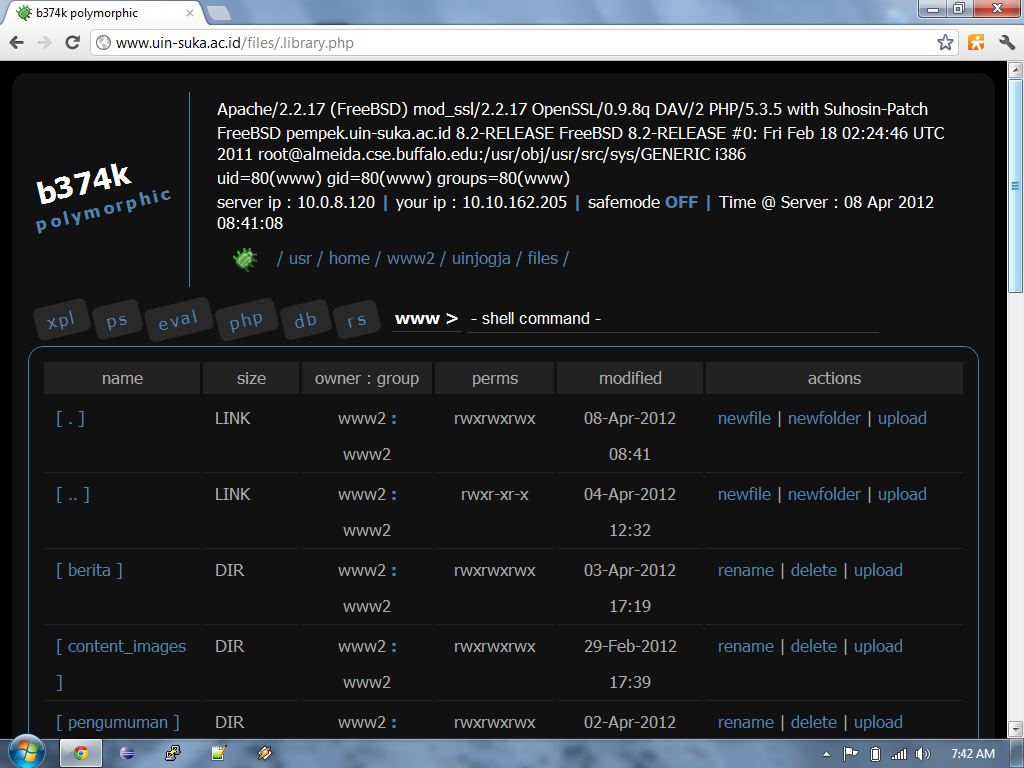 b374k polymorphic
www.uin-suka.ac.id/files/.library.php
b374k
polymorphic
Apache/2.2.17 (FreeBSD) mod_ssl/2.2.17 OpenSSL/0.9.8q DAV/2 PHP/5.3.5 with Suhosin-Patch
FreeBSD pempek.uin-suka.ac.id 8.2-RELEASE FreeBSD 8.2-RELEASE #0: Fri Feb 18 02:24:46 UTC
2011 root@almeida.cse.buffalo.edu:/usr/obj/usr/src/sys/GENERIC i386
uid=80(www) gid=80(www) groups=80(www)
server ip : 10.0.8.120 | your ip : 10.10.162.205 | safemode OFF | Time @ Server : 08 Apr 2012
08:41:08
/ usr / home / www2 / uinjogja / files /
xpl ps eval php db rs www > - shell command -
name size owner : group perms modified actions
[ . ] LINK www2 : rwxrwxrwx 08-Apr-2012 newfile | newfolder | upload
www2 08:41
[ .. ] LINK www2 : rwxr-xr-x 04-Apr-2012 newfile | newfolder | upload
www2 12:32
[ berita ] DIR www2 : rwxrwxrwx 03-Apr-2012 rename | delete | upload
www2 17:19
[ content_images DIR www2 : rwxrwxrwx 29-Feb-2012 rename | delete | upload
] www2 17:39
[ pengumuman ] DIR www2 : rwxrwxrwx 02-Apr-2012 rename | delete | upload
7:42 AM